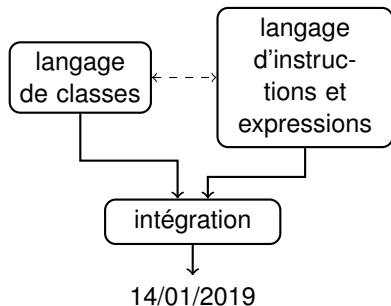 langage
de classes
langage
d'instruc-
tions et
expressions
intégration
14/01/2019